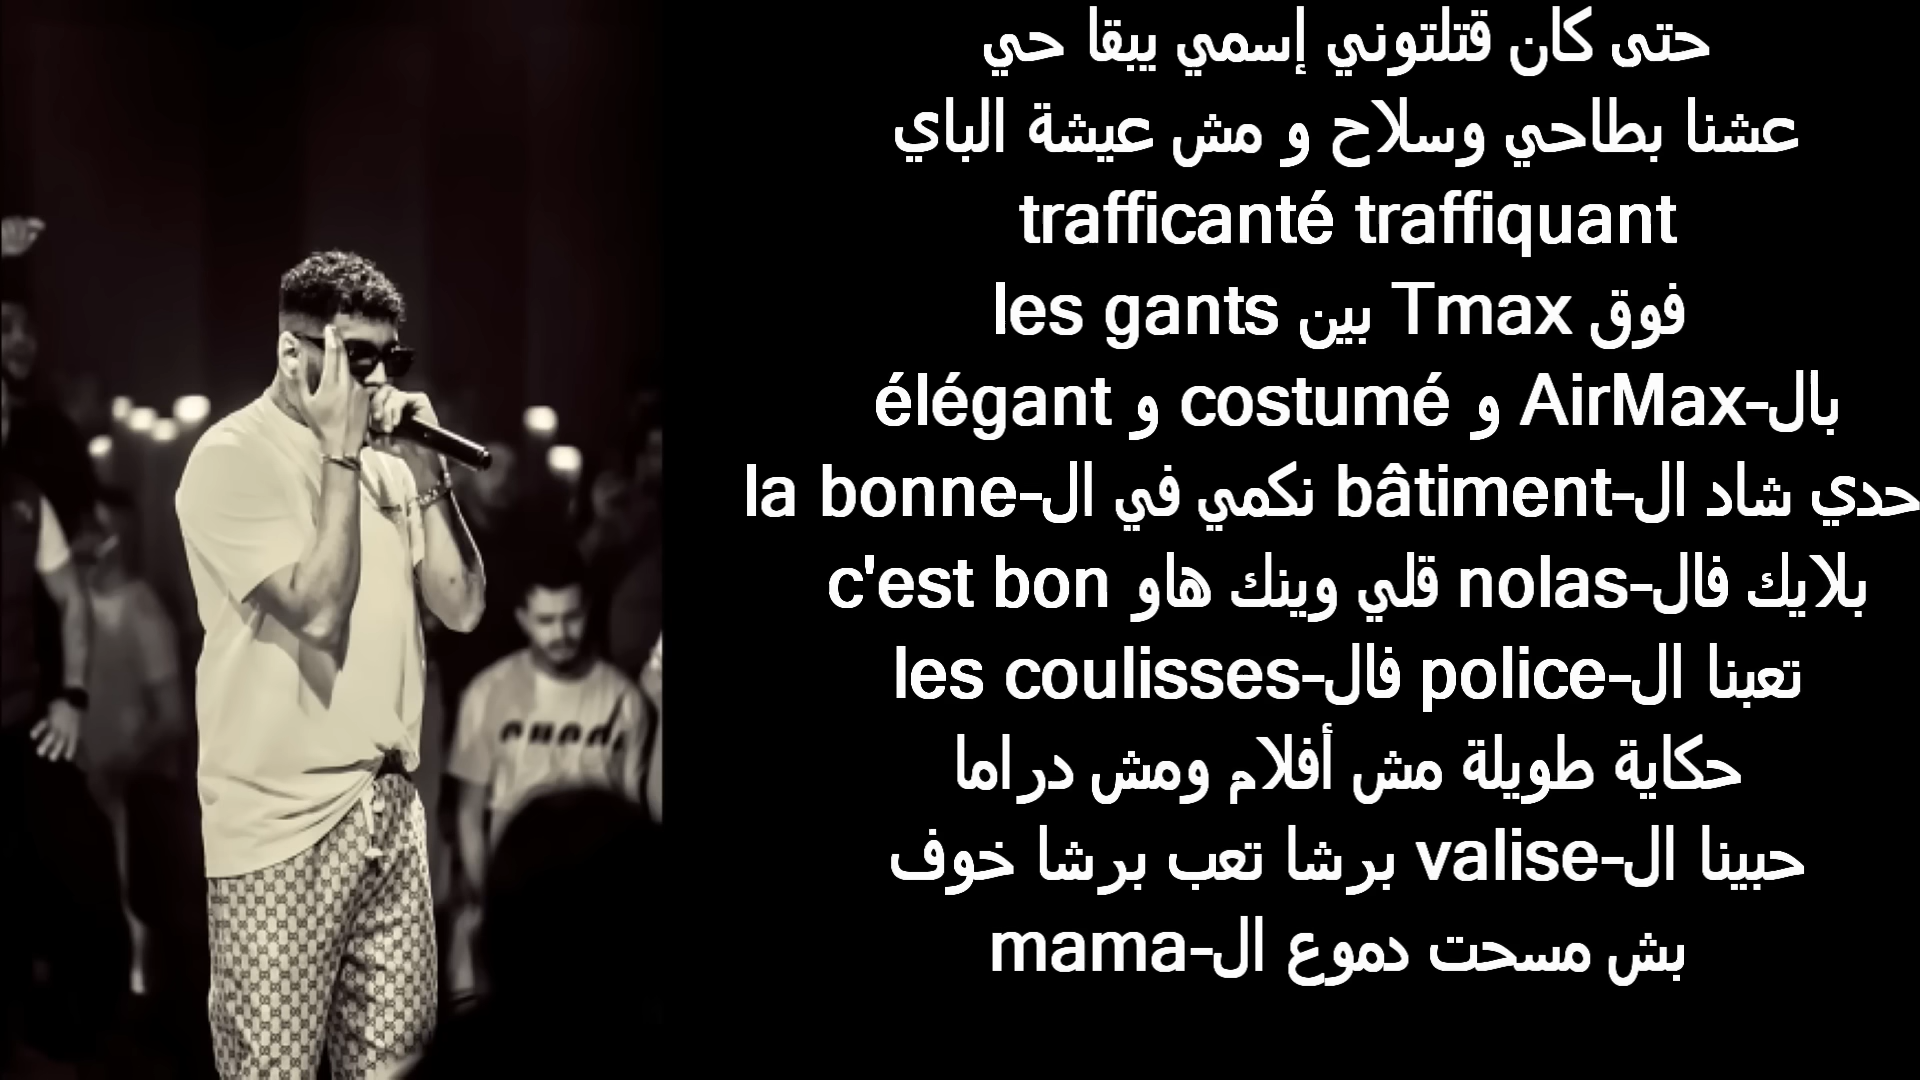 حتى كان قتلتوني إسمي يبقا حي
عشنا بطاحي وسلاح و مش عيشة الباي
trafficanté traffiquant
فوق Tmax بين les gants
بال-AirMax و costumé و élégant
حدي شاد ال-bâtiment نكمي في ال-la bonne
بلايك فال-nolas قلي وينك هاو c'est bon
تعبنا ال-police فال-les coulisses
حكاية طويلة مش أفلام ومش دراما
حبينا ال-valise برشا تعب برشا خوف
بش مسحت دموع ال-mama